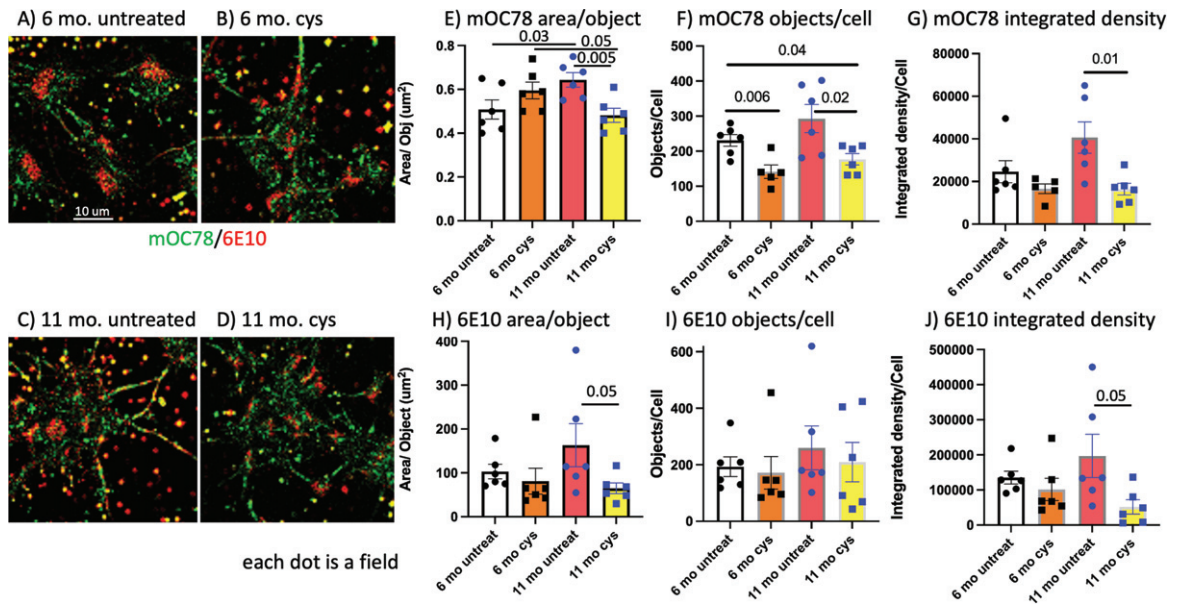 A) 6 mo. untreated
B) 6 mo. cys
10 um
mOC78/6E10
C) 11 mo. untreated
D) 11 mo. cys
each dot is a field
E) mOC78 area/object
0.03
0.05
0.005
0.8
0.6
0.4
0.2
0.0
Area/ Obj (um²)
6 mo untreat
6 mo cys
11 mo untreat
11 mo cys
F) mOC78 objects/cell
0.04
0.006
0.02
500
400
300
200
100
0
Objects/Cell
6 mo untreat
6 mo cys
11 mo untreat
11 mo cys
G) mOC78 integrated density
0.01
80000
60000
40000
20000
0
Integrated density/Cell
6 mo untreat
6 mo cys
11 mo untreat
11 mo cys
H) 6E10 area/object
0.05
400
300
200
100
0
Area/ Object (um²)
6 mo untreat
6 mo cys
11 mo untreat
11 mo cys
I) 6E10 objects/cell
600
400
200
0
Objects/Cell
6 mo untreat
6 mo cys
11 mo untreat
11 mo cys
J) 6E10 integrated density
0.05
500000
400000
300000
200000
100000
0
Integrated density/Cell
6 mo untreat
6 mo cys
11 mo untreat
11 mo cys